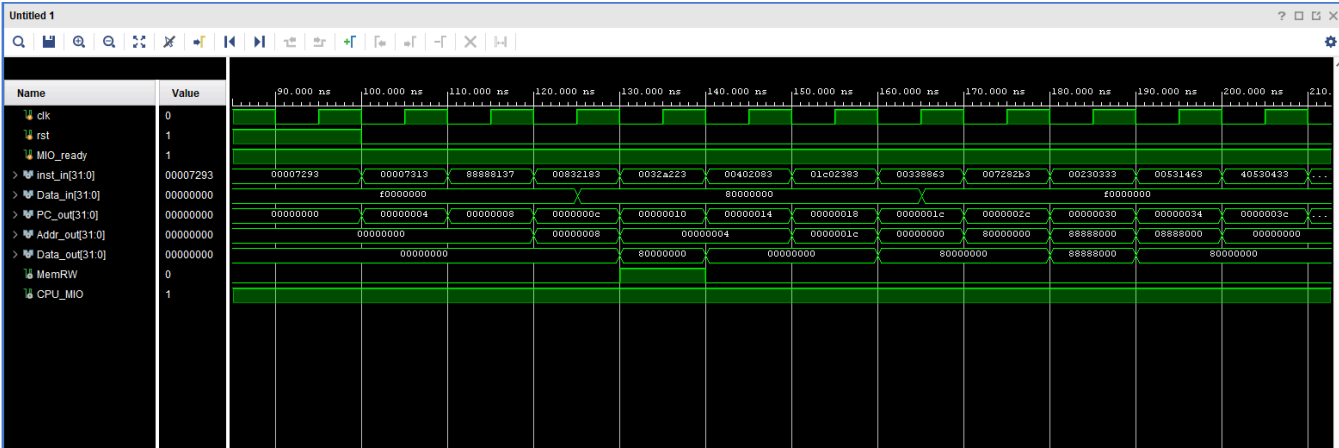 Untitled 1
Name Value
90.000 ns 100.000 ns 110.000 ns 120.000 ns 130.000 ns 140.000 ns 150.000 ns 160.000 ns 170.000 ns 180.000 ns 190.000 ns 200.000 ns 210.
clk 0
rst 1
MIO_ready 1
inst_in[31:0] 00007293 00007293 00007313 88888137 00832183 0032a223 00402083 01c02383 00338863 007282b3 00230333 00531463 40530433 ...
Data_in[31:0] 00000000 f0000000 80000000 f0000000
PC_out[31:0] 00000000 00000000 00000004 00000008 0000000c 00000010 00000014 00000018 0000001c 0000002c 00000030 00000034 0000003c ...
Addr_out[31:0] 00000000 00000000 00000008 00000004 0000001c 00000000 80000000 88888000 08888000 00000000
Data_out[31:0] 00000000 00000000 80000000 00000000 80000000 88888000 80000000
MemRW 0
CPU_MIO 1